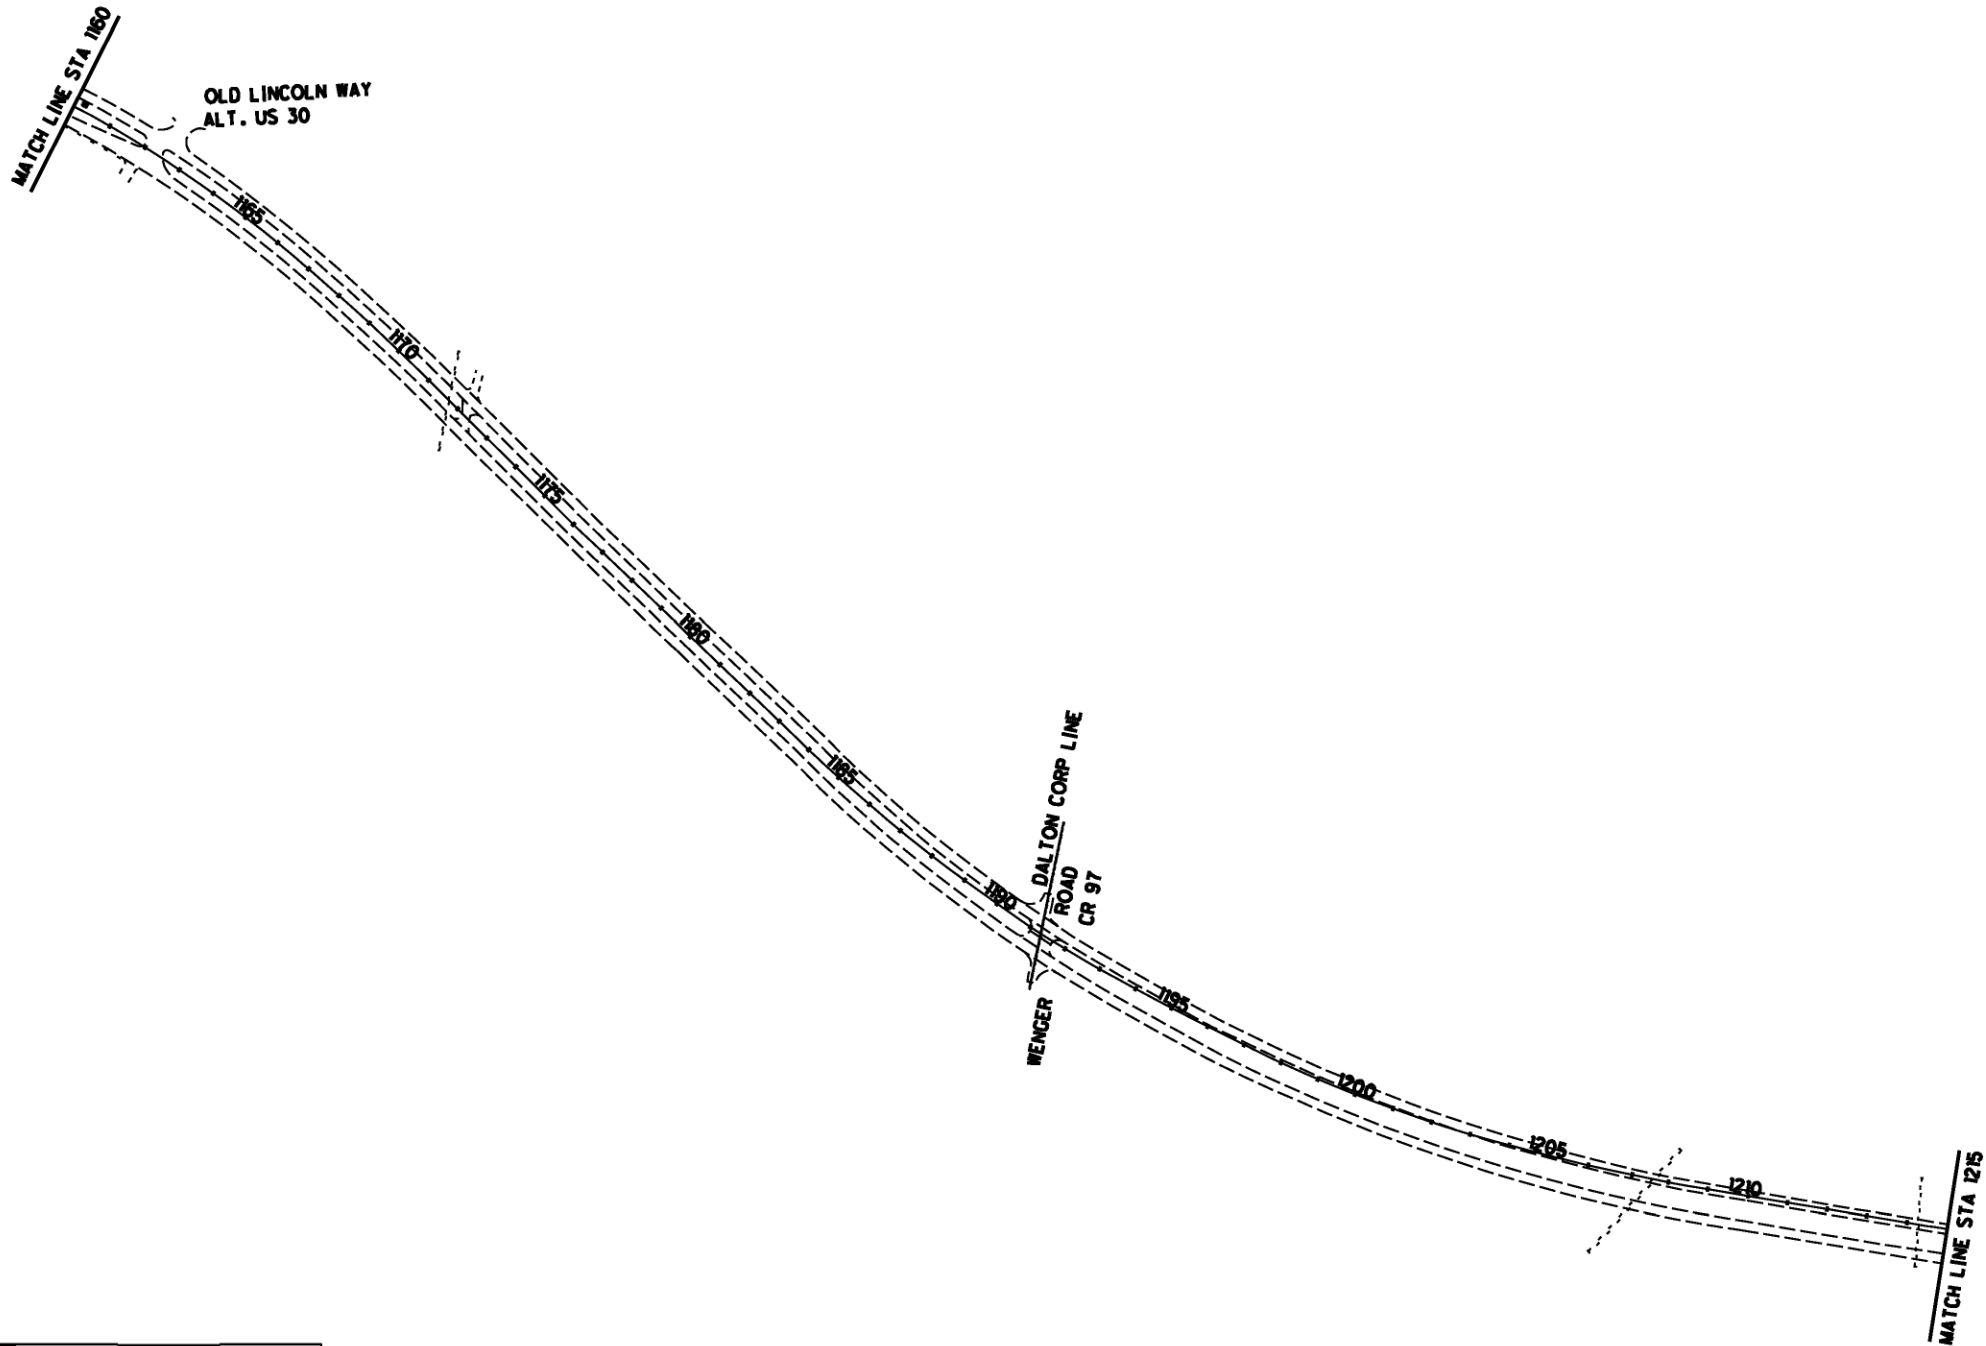 MATCH LINE STA 1160
OLD LINCOLN WAY
ALT. US 30
1165
1170
1175
1180
1185
1190
DALTON CORP LINE
ROAD
CR 97
WENGER
1195
1200
1205
1210
MATCH LINE STA 1215